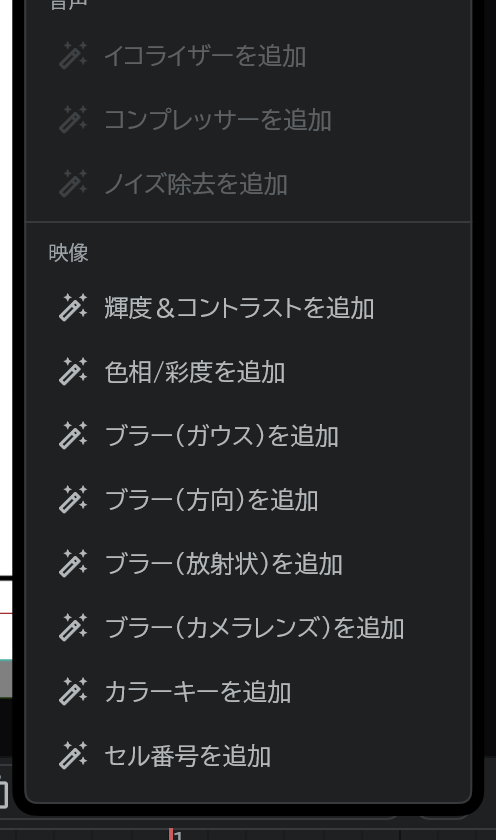 音声
イコライザーを追加
コンプレッサーを追加
ノイズ除去を追加
映像
輝度＆コントラストを追加
色相/彩度を追加
ブラー（ガウス）を追加
ブラー（方向）を追加
ブラー（放射状）を追加
ブラー（カメラレンズ）を追加
カラーキーを追加
セル番号を追加
1